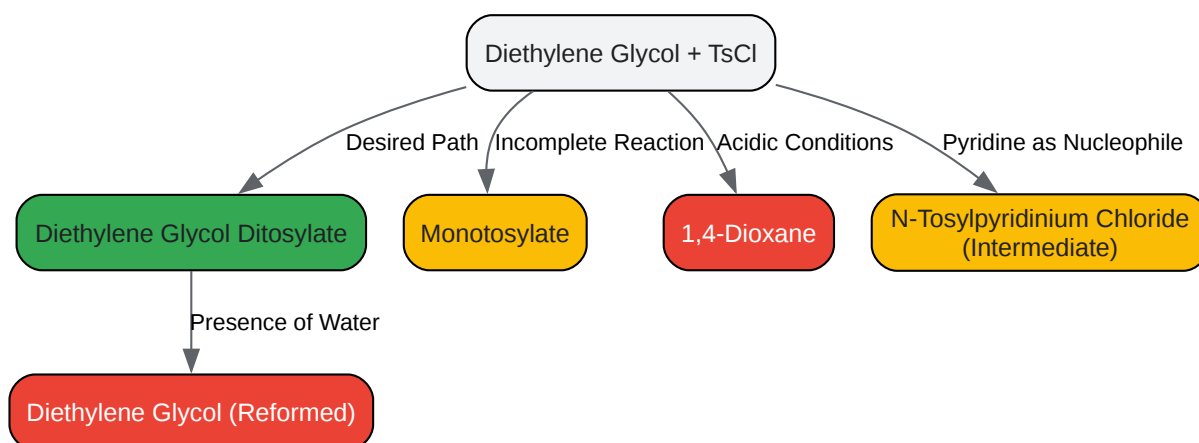 Diethylene Glycol + TsCl
Desired Path
Incomplete Reaction
Acidic Conditions
Pyridine as Nucleophile
Diethylene Glycol Ditosylate
Monotosylate
1,4-Dioxane
N-Tosylpyridinium Chloride
(Intermediate)
Presence of Water
Diethylene Glycol (Reformed)